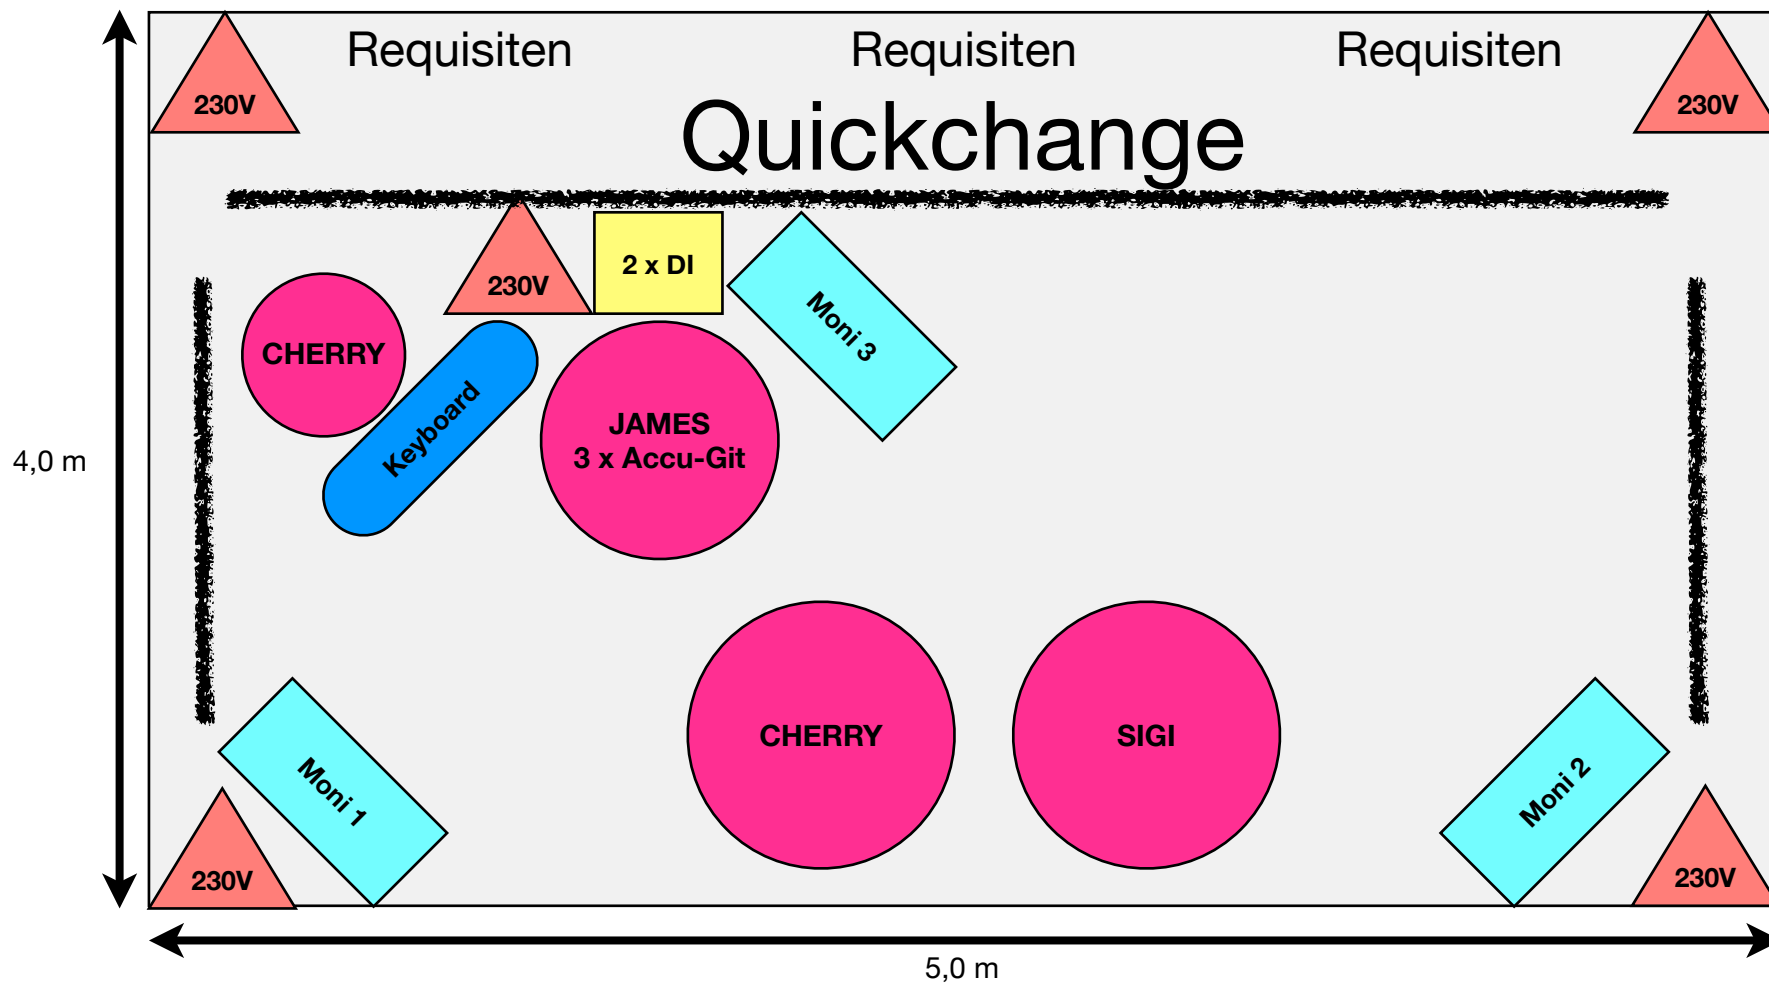 Requisiten
Requisiten
Requisiten
230V
230V
Quickchange
2 x DI
230V
Moni 3
CHERRY
Keyboard
JAMES
3 x Accu-Git
4,0 m
CHERRY
SIGI
Moni 1
Moni 2
230V
230V
5,0 m